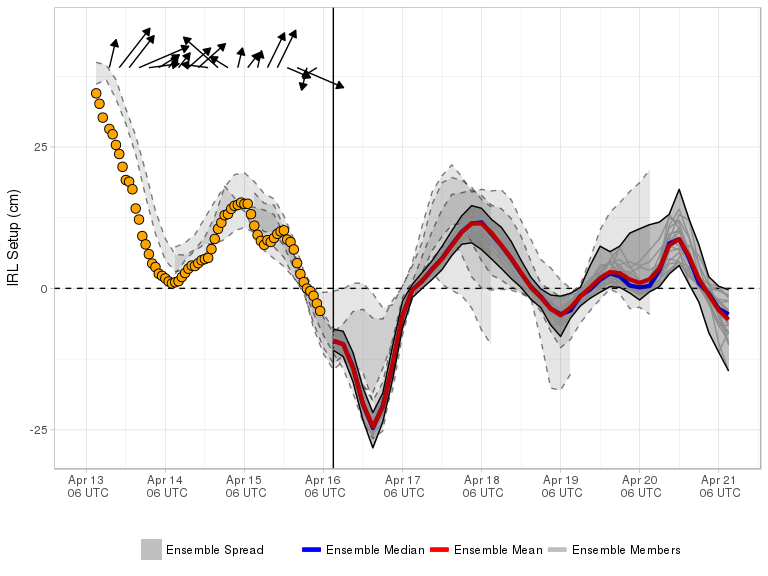 IRL Setup (cm)
25
0
-25
Apr 13 Apr 14 Apr 15 Apr 16 Apr 17 Apr 18 Apr 19 Apr 20 Apr 21
06 UTC 06 UTC 06 UTC 06 UTC 06 UTC 06 UTC 06 UTC 06 UTC 06 UTC
Ensemble Spread Ensemble Median Ensemble Mean Ensemble Members